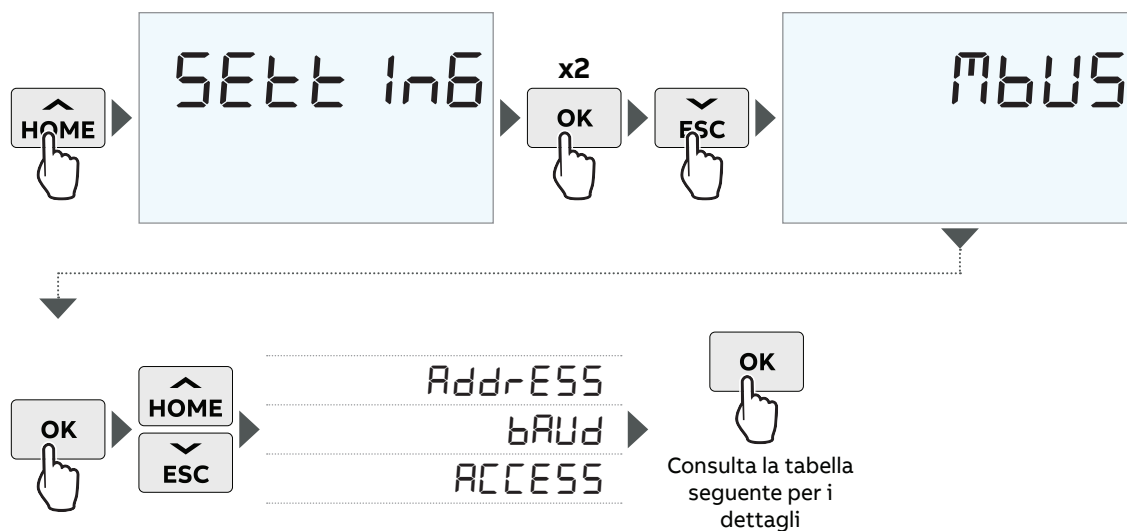 HOME
SEtt InG
x2
OK
ESC
MbUS
OK
HOME
ESC
AddrESS
bAUd
ACCESS
OK
Consulta la tabella
seguente per i
dettagli